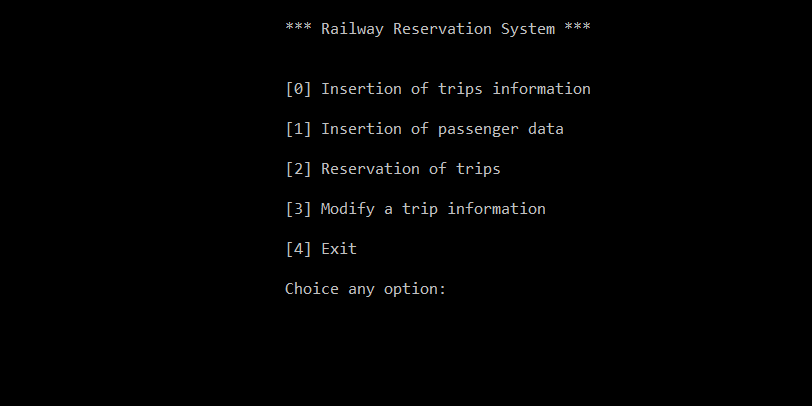 *** Railway Reservation System ***
[0] Insertion of trips information
[1] Insertion of passenger data
[2] Reservation of trips
[3] Modify a trip information
[4] Exit
Choice any option: